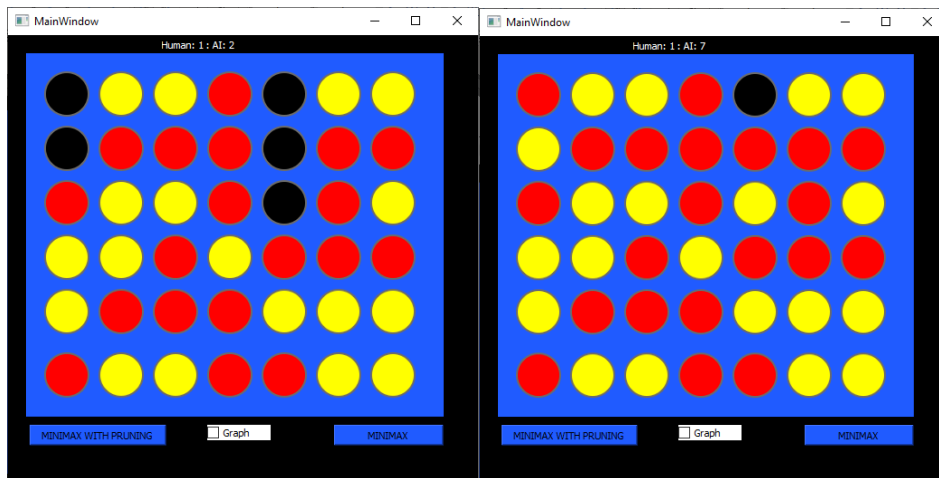 MainWindow
Human: 1 : AI: 2
MINIMAX WITH PRUNING
Graph
MINIMAX
MainWindow
Human: 1 : AI: 7
MINIMAX WITH PRUNING
Graph
MINIMAX